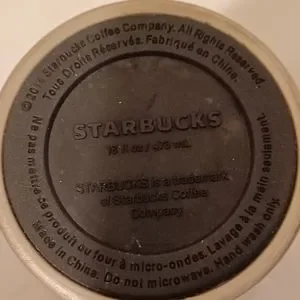 © Starbucks Coffee Company. All Rights Reserved.
Tous Droits Réservés. Fabriqué en Chine.
STARBUCKS
16 fl oz / 473 mL
STARBUCKS is a trademark
of Starbucks Coffee
Company
Ne pas mettre ce produit au four à micro-ondes. Lavage à la main seulement.
Made in China. Do not microwave. Hand wash only.